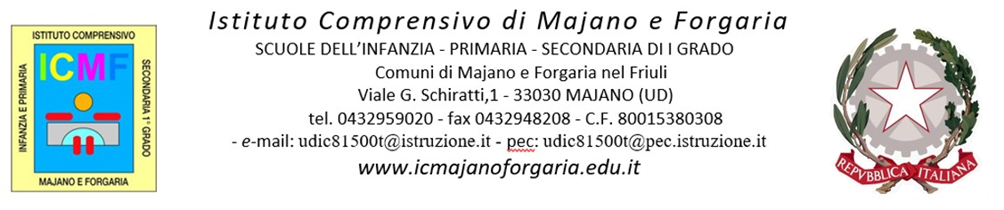 Istituto Comprensivo di Majano e Forgaria
SCUOLE DELL'INFANZIA - PRIMARIA - SECONDARIA DI I GRADO
Comuni di Majano e Forgaria nel Friuli
Viale G. Schiratti,1 - 33030 MAJANO (UD)
tel. 0432959020 - fax 0432948208 - C.F. 80015380308
- e-mail: udic81500t@istruzione.it - pec: udic81500t@pec.istruzione.it
www.icmajanoforgaria.edu.it
ISTITUTO COMPRENSIVO
ICMF
INFANZIA E PRIMARIA
SECONDARIA 1° GRADO
MAJANO E FORGARIA
REPVBBLICA ITALIANA